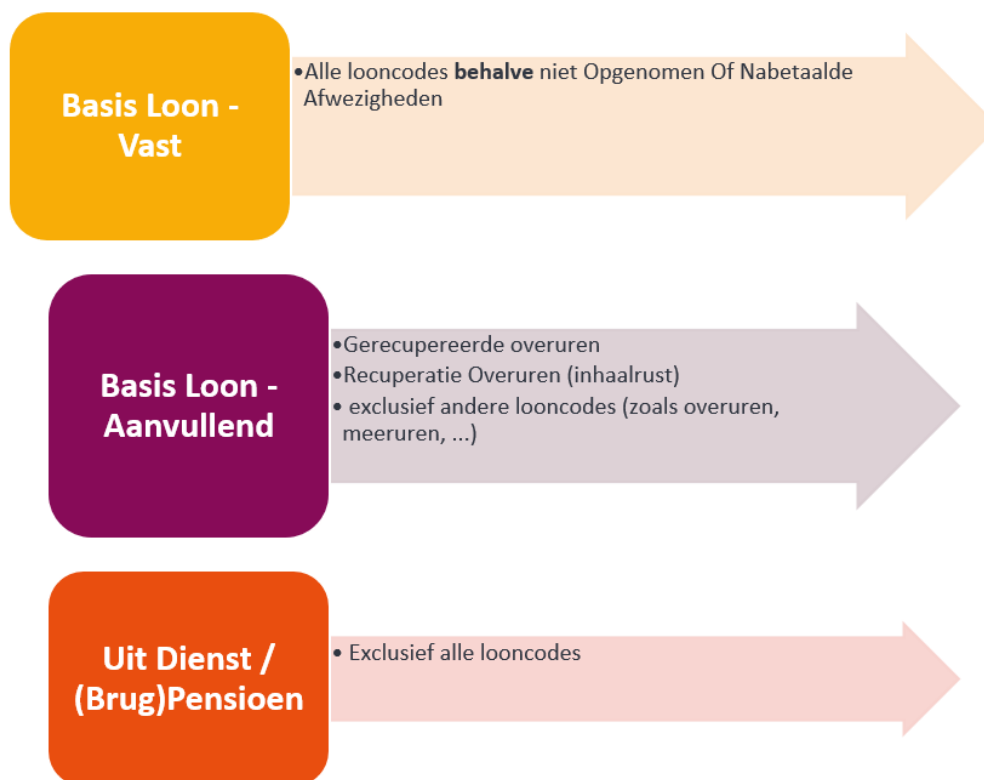 Basis Loon -
Vast
•Alle looncodes behalve niet Opgenomen Of Nabetaalde
Afwezigheden
Basis Loon -
Aanvullend
•Gerecupereerde overuren
•Recuperatie Overuren (inhaalrust)
• exclusief andere looncodes (zoals overuren,
meeruren, ...)
Uit Dienst /
(Brug)Pensioen
• Exclusief alle looncodes